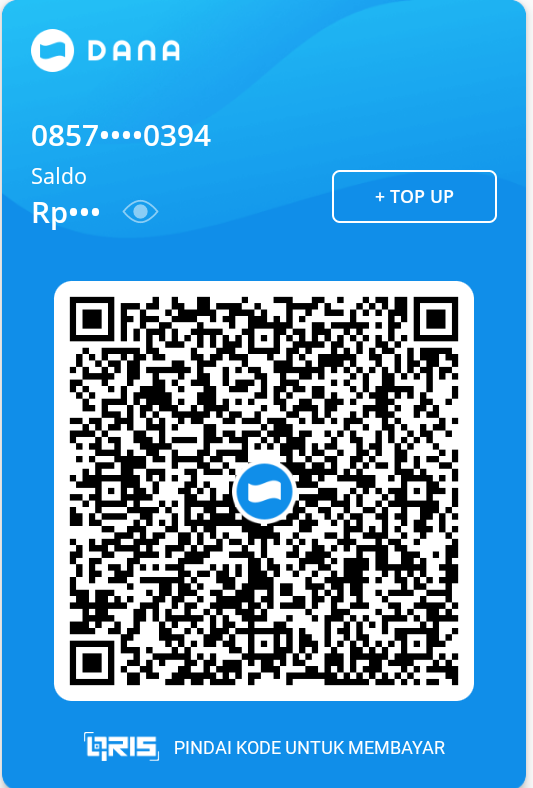 DANA
0857••••0394
Saldo
Rp•••
+ TOP UP
QRIS PINDAI KODE UNTUK MEMBAYAR